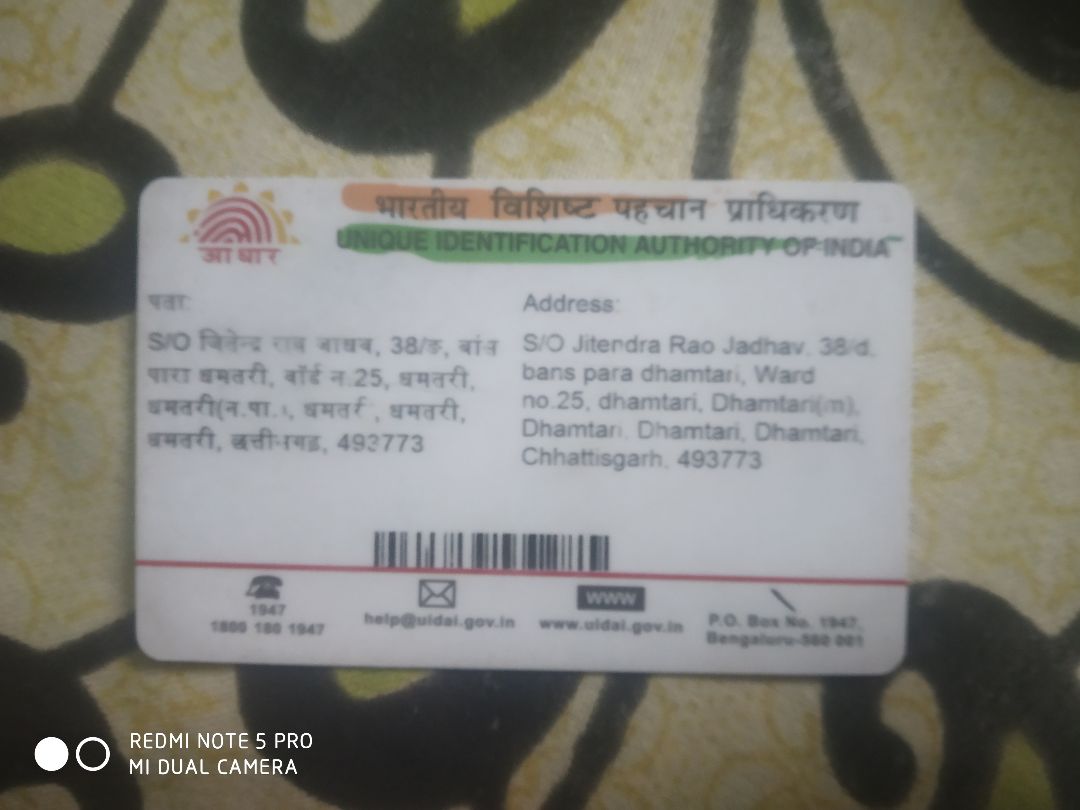 भारतीय विशिष्ट पहचान प्राधिकरण
UNIQUE IDENTIFICATION AUTHORITY OF INDIA
आधार
पता:
S/O जितेन्द्र राव जाधव, 38/ड, बांस
पारा धमतरी, वॉर्ड न.25, धमतरी,
धमतरी(न.पा.), धमतरी, धमतरी,
धमतरी, छत्तीसगढ़, 493773
Address:
S/O Jitendra Rao Jadhav, 38/d,
bans para dhamtari, Ward
no.25, dhamtari, Dhamtari(m),
Dhamtari, Dhamtari, Dhamtari,
Chhattisgarh, 493773
1947
1800 180 1947
help@uidai.gov.in
www
www.uidai.gov.in
P.O. Box No. 1947,
Bengaluru-560 001
REDMI NOTE 5 PRO
MI DUAL CAMERA